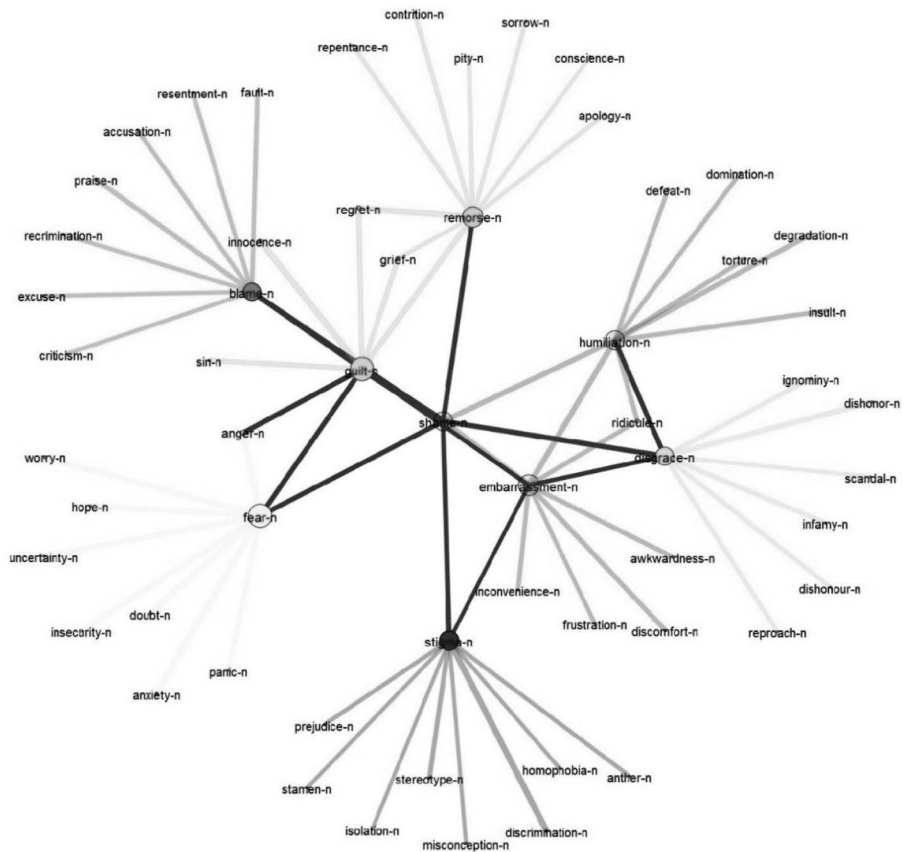 contrition-n
sorrow-n
repentance-n
pity-n
conscience-n
resentment-n
fault-n
apology-n
accusation-n
domination-n
praise-n
defeat-n
regret-n
remorse-n
recrimination-n
innocence-n
degradation-n
grief-n
torture-n
blame-n
excuse-n
insult-n
humiliation-n
criticism-n
sin-n
guilt-n
ignominy-n
dishonor-n
shame-n
ridicule-n
anger-n
worry-n
disgrace-n
scandal-n
embarrassment-n
hope-n
fear-n
infamy-n
uncertainty-n
awkwardness-n
inconvenience-n
dishonour-n
doubt-n
frustration-n
discomfort-n
reproach-n
insecurity-n
stigma-n
panic-n
anxiety-n
prejudice-n
homophobia-n
anther-n
stereotype-n
stamen-n
isolation-n
discrimination-n
misconception-n